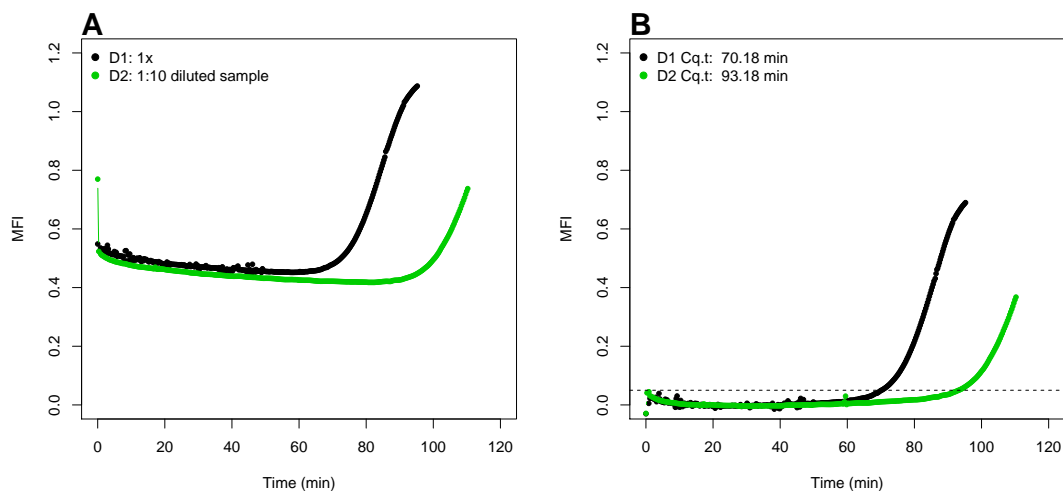 A
D1: 1x
D2: 1:10 diluted sample
MFI
1.2
1.0
0.8
0.6
0.4
0.2
0.0
0 20 40 60 80 100 120
Time (min)
B
D1 Cq.t: 70.18 min
D2 Cq.t: 93.18 min
MFI
1.2
1.0
0.8
0.6
0.4
0.2
0.0
0 20 40 60 80 100 120
Time (min)